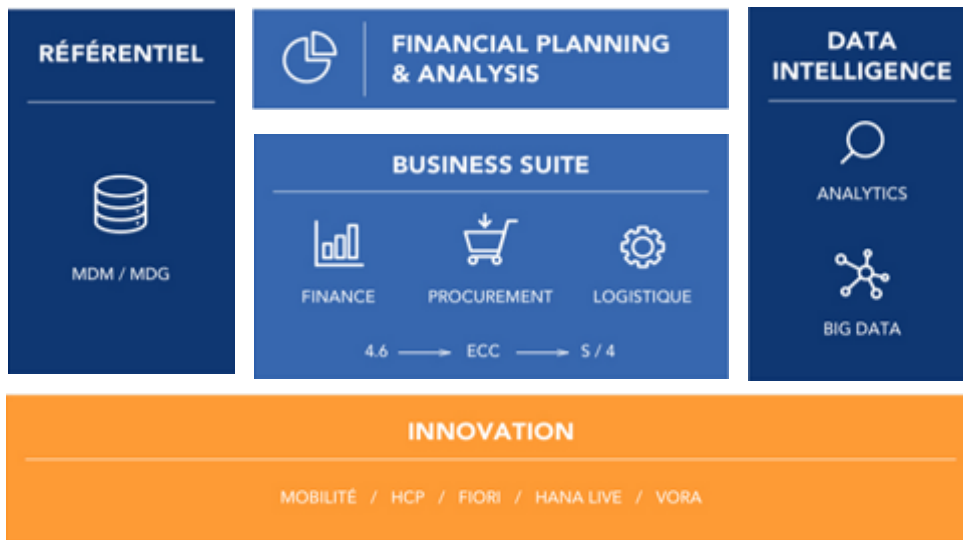 RÉFÉRENTIEL
MDM / MDG
FINANCIAL PLANNING
& ANALYSIS
BUSINESS SUITE
FINANCE
PROCUREMENT
LOGISTIQUE
4.6 → ECC → S / 4
DATA
INTELLIGENCE
ANALYTICS
BIG DATA
INNOVATION
MOBILITÉ / HCP / FIORI / HANA LIVE / VORA